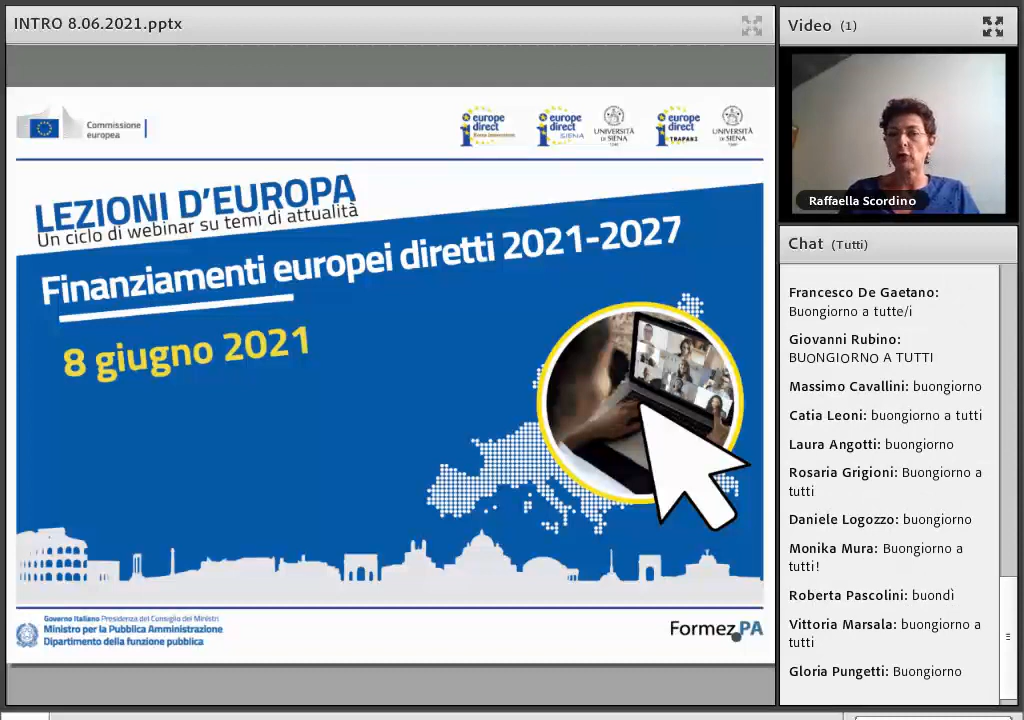 INTRO 8.06.2021.pptx
Commissione
europea
europe
direct
europe
direct
SIENA
UNIVERSITÀ
DI SIENA
1240
europe
direct
TRAPANI
UNIVERSITÀ
DI SIENA
1240
LEZIONI D'EUROPA
Un ciclo di webinar su temi di attualità
Finanziamenti europei diretti 2021-2027
8 giugno 2021
Governo Italiano Presidenza del Consiglio dei Ministri
Ministro per la Pubblica Amministrazione
Dipartimento della funzione pubblica
Formez PA
Video (1)
Raffaella Scordino
Chat (Tutti)
Francesco De Gaetano:
Buongiorno a tutte/i
Giovanni Rubino:
BUONGIORNO A TUTTI
Massimo Cavallini: buongiorno
Catia Leoni: buongiorno a tutti
Laura Angotti: buongiorno
Rosaria Grigioni: Buongiorno a
tutti
Daniele Logozzo: buongiorno
Monika Mura: Buongiorno a
tutti!
Roberta Pascolini: buondì
Vittoria Marsala: buongiorno a
tutti
Gloria Pungetti: Buongiorno